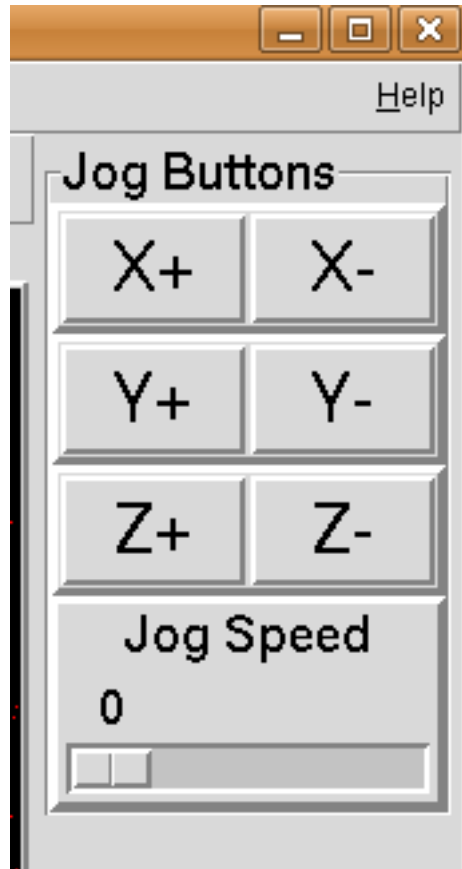 Help
Jog Buttons
X+ X-
Y+ Y-
Z+ Z-
Jog Speed
0